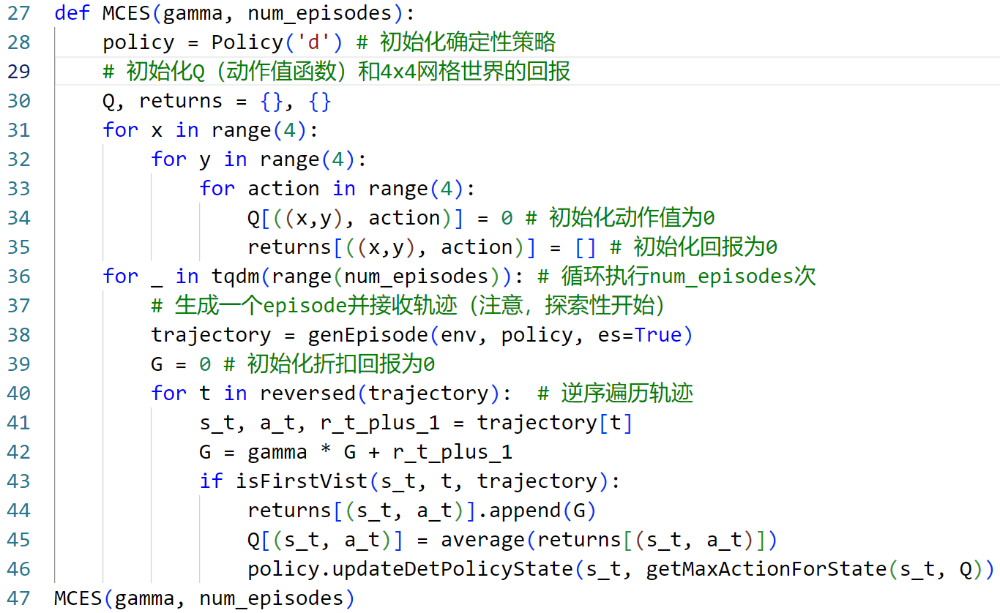 27 def MCES(gamma, num_episodes):
28     policy = Policy('d') # 初始化确定性策略
29     # 初始化Q（动作值函数）和4x4网格世界的回报
30     Q, returns = {}, {}
31     for x in range(4):
32         for y in range(4):
33             for action in range(4):
34                 Q[((x,y), action)] = 0 # 初始化动作值为0
35                 returns[((x,y), action)] = [] # 初始化回报为0
36     for _ in tqdm(range(num_episodes)): # 循环执行num_episodes次
37         # 生成一个episode并接收轨迹（注意，探索性开始）
38         trajectory = genEpisode(env, policy, es=True)
39         G = 0 # 初始化折扣回报为0
40         for t in reversed(trajectory):  # 逆序遍历轨迹
41             s_t, a_t, r_t_plus_1 = trajectory[t]
42             G = gamma * G + r_t_plus_1
43             if isFirstVist(s_t, t, trajectory):
44                 returns[(s_t, a_t)].append(G)
45                 Q[(s_t, a_t)] = average(returns[(s_t, a_t)])
46                 policy.updateDetPolicyState(s_t, getMaxActionForState(s_t, Q))
47 MCES(gamma, num_episodes)